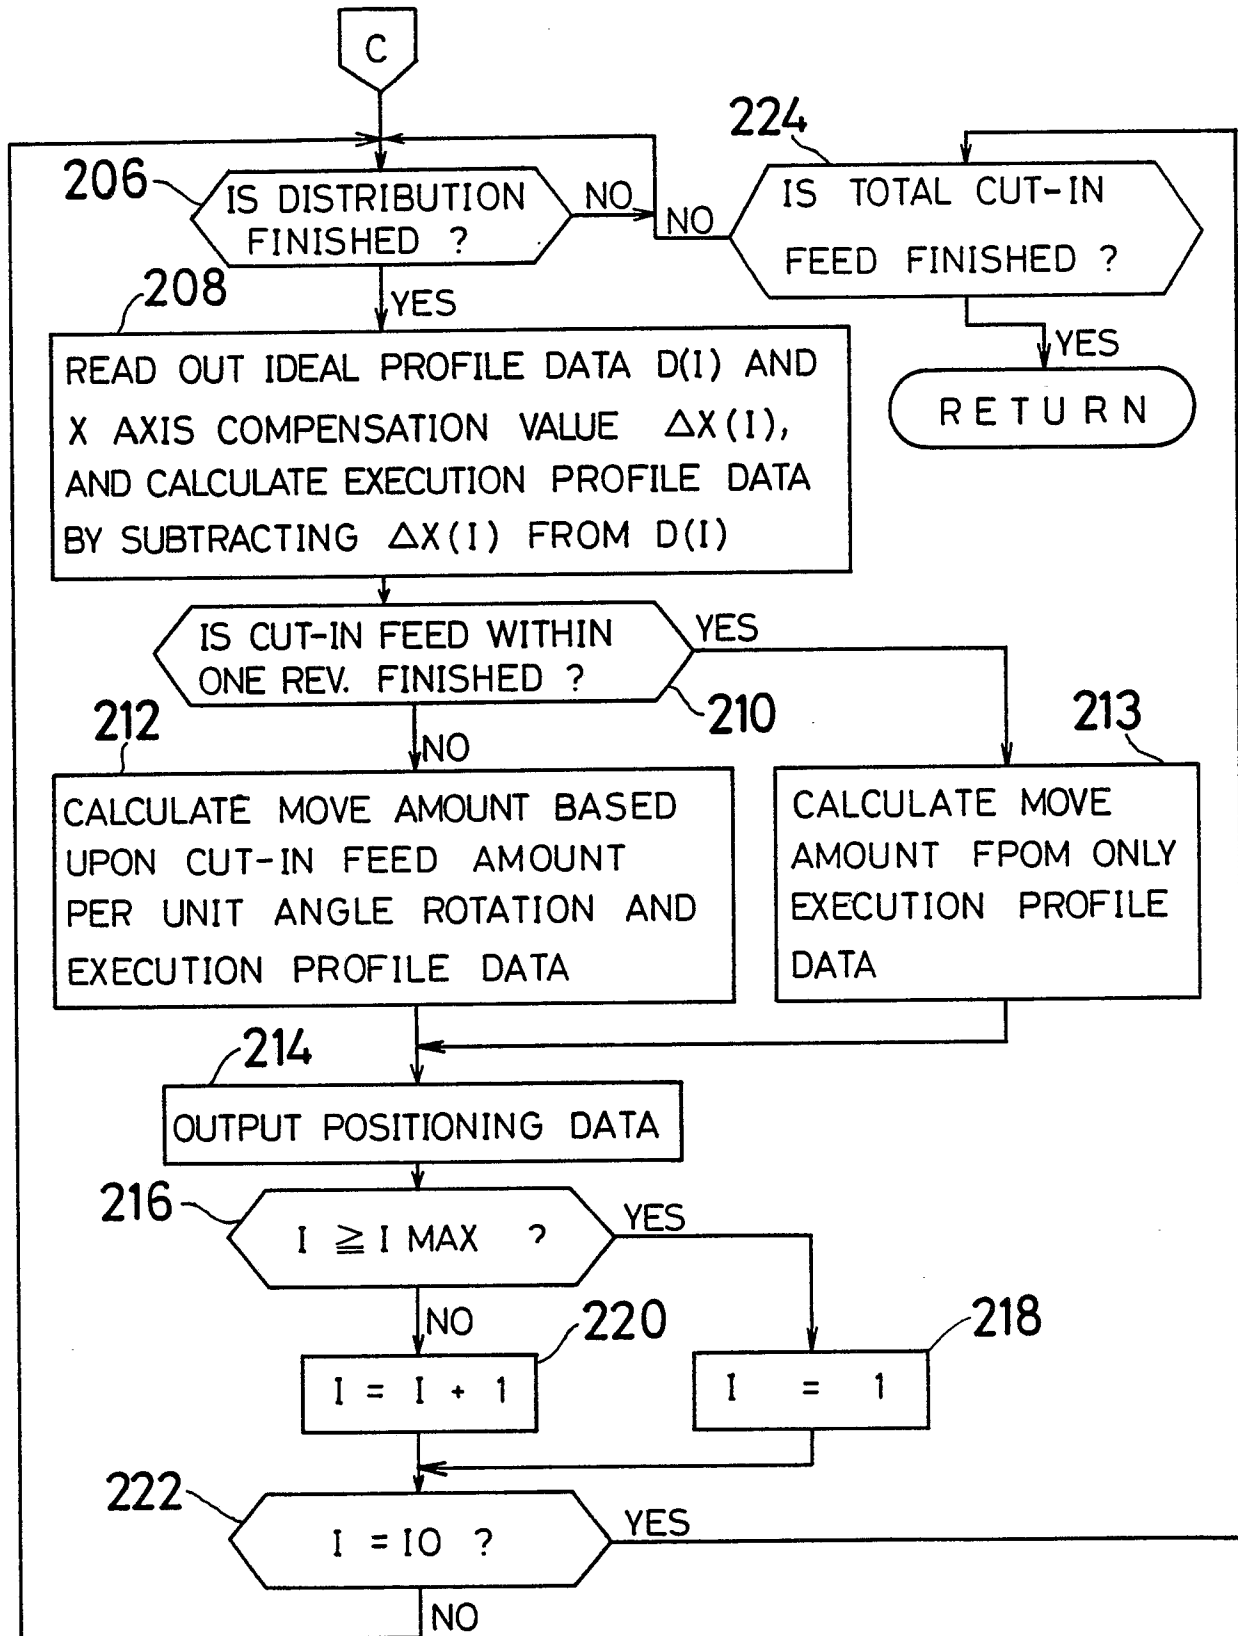 C
224
206
IS DISTRIBUTION
FINISHED ?
NO
NO
IS TOTAL CUT-IN
FEED FINISHED ?
208
YES
YES
READ OUT IDEAL PROFILE DATA D(I) AND
X AXIS COMPENSATION VALUE △X(I),
AND CALCULATE EXECUTION PROFILE DATA
BY SUBTRACTING △X(I) FROM D(I)
RETURN
IS CUT-IN FEED WITHIN
ONE REV. FINISHED ?
YES
210
212
NO
213
CALCULATE MOVE AMOUNT BASED
UPON CUT-IN FEED AMOUNT
PER UNIT ANGLE ROTATION AND
EXECUTION PROFILE DATA
CALCULATE MOVE
AMOUNT FPOM ONLY
EXECUTION PROFILE
DATA
214
OUTPUT POSITIONING DATA
216
I ≧ I MAX ?
YES
NO
220
218
I = I + 1
I = 1
222
I = IO ?
YES
NO